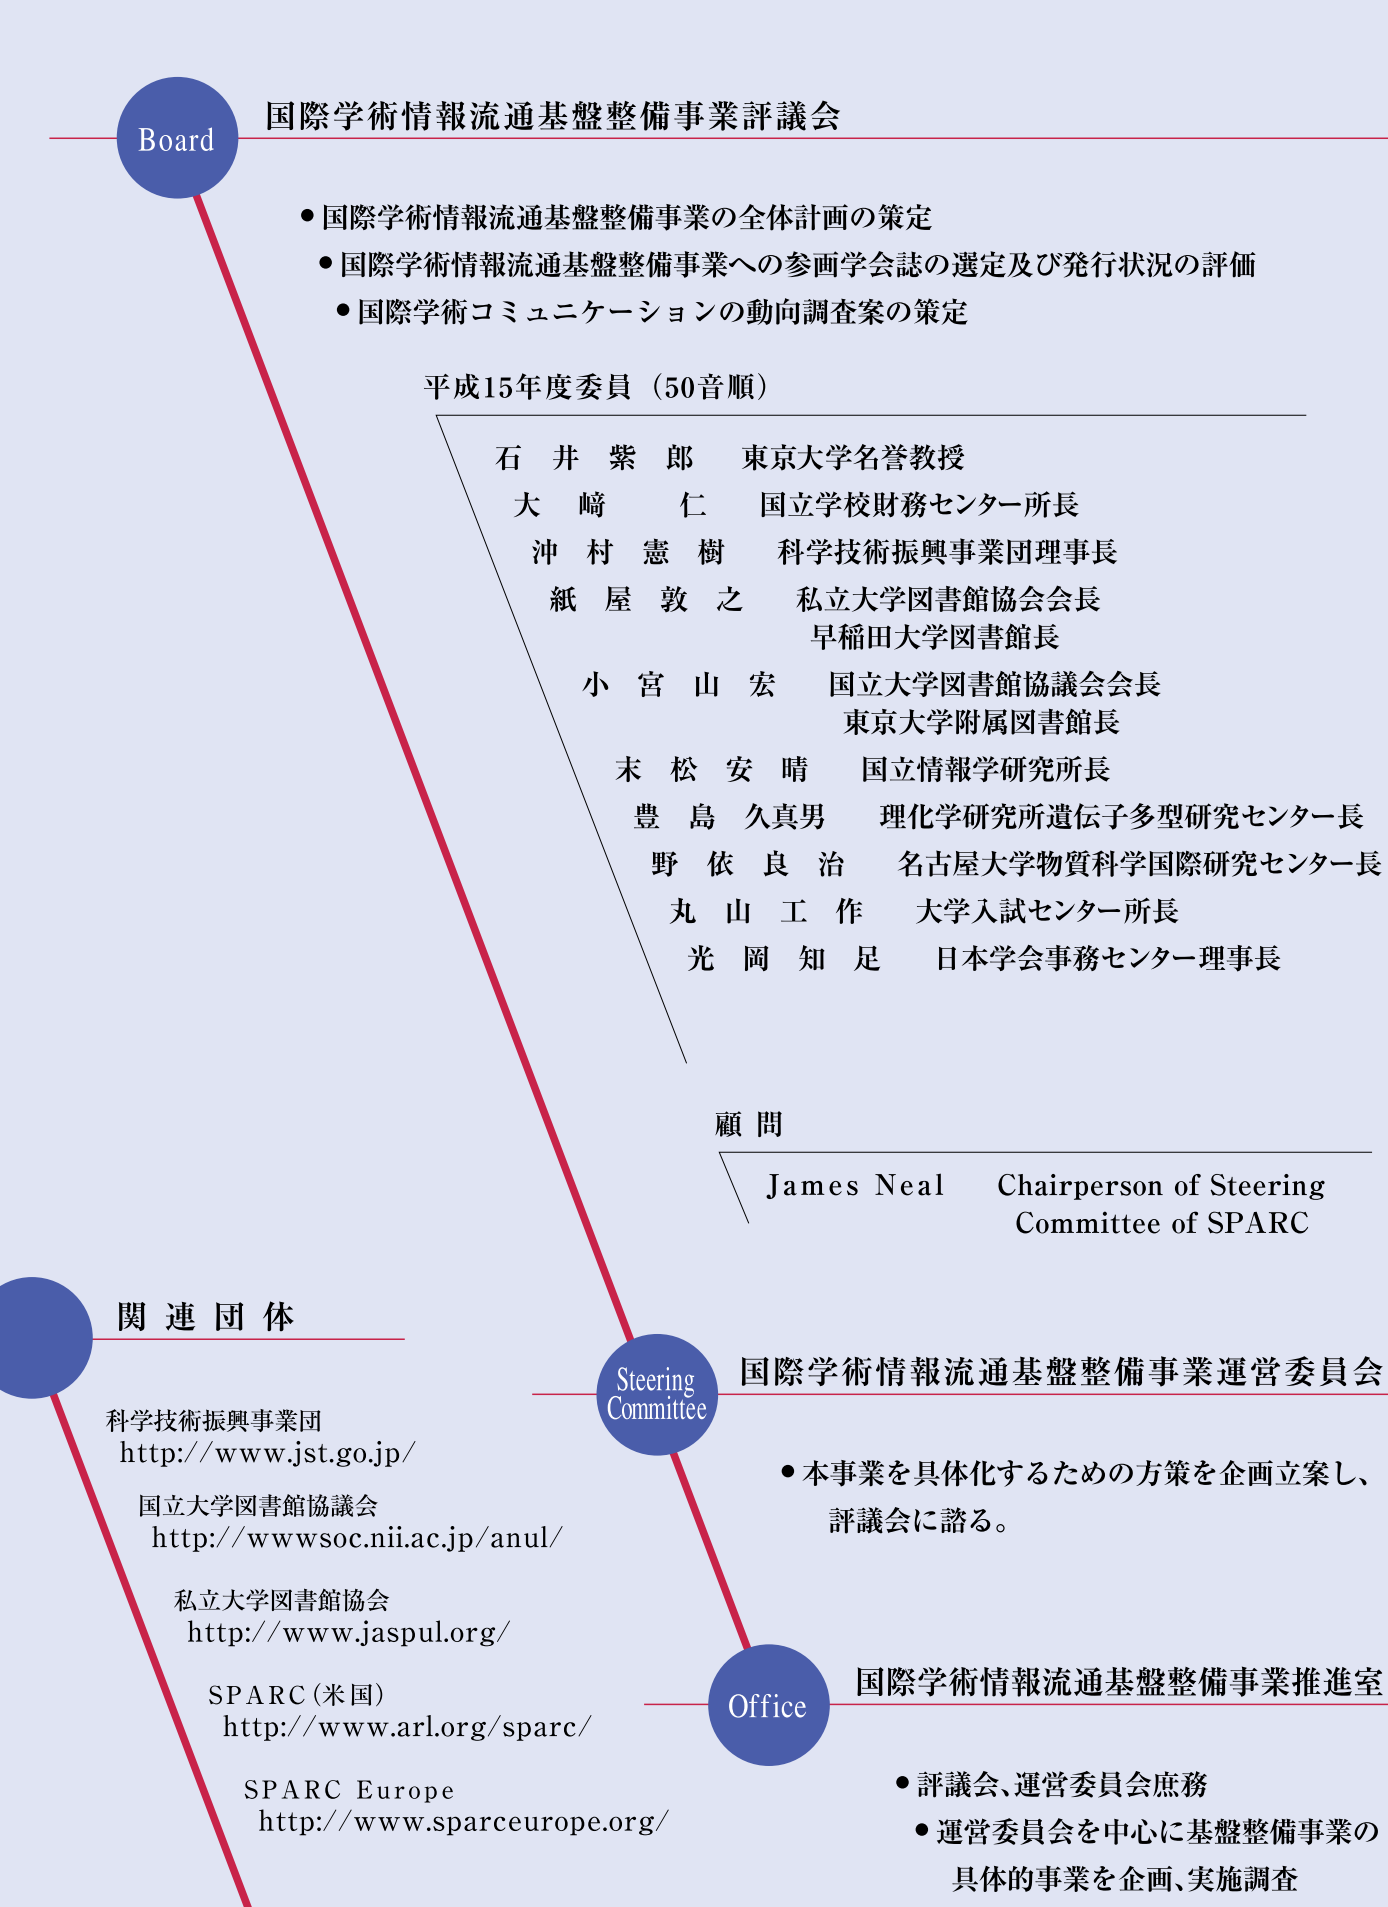 Board
国際学術情報流通基盤整備事業評議会
●国際学術情報流通基盤整備事業の全体計画の策定
●国際学術情報流通基盤整備事業への参画学会誌の選定及び発行状況の評価
●国際学術コミュニケーションの動向調査案の策定
平成15年度委員（50音順）
石井紫郎　東京大学名誉教授
大﨑仁　国立学校財務センター所長
沖村憲樹　科学技術振興事業団理事長
紙屋敦之　私立大学図書館協会会長
早稲田大学図書館長
小宮山宏　国立大学図書館協議会会長
東京大学附属図書館長
末松安晴　国立情報学研究所長
豊島久真男　理化学研究所遺伝子多型研究センター長
野依良治　名古屋大学物質科学国際研究センター長
丸山工作　大学入試センター所長
光岡知足　日本学会事務センター理事長
顧問
James Neal　Chairperson of Steering
Committee of SPARC
関連団体
科学技術振興事業団
http://www.jst.go.jp/
国立大学図書館協議会
http://wwwsoc.nii.ac.jp/anul/
私立大学図書館協会
http://www.jaspul.org/
SPARC（米国）
http://www.arl.org/sparc/
SPARC Europe
http://www.sparceurope.org/
Steering
Committee
国際学術情報流通基盤整備事業運営委員会
●本事業を具体化するための方策を企画立案し、
評議会に諮る。
Office
国際学術情報流通基盤整備事業推進室
●評議会、運営委員会庶務
●運営委員会を中心に基盤整備事業の
具体的事業を企画、実施調査